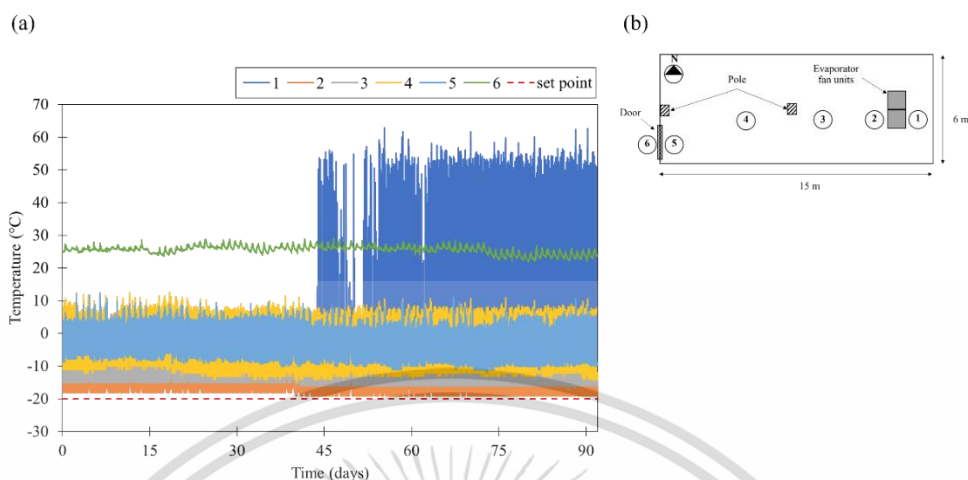 (a)
1 2 3 4 5 6 set point
70
60
50
40
30
20
10
0
-10
-20
-30
Temperature (°C)
0 15 30 45 60 75 90
Time (days)
(b)
N
Pole
Evaporator
fan units
Door
4
3
2
1
6
5
6 m
15 m